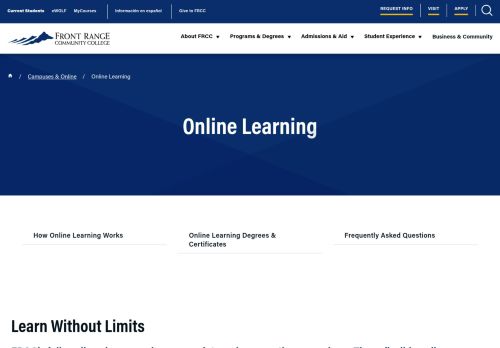 Current Students eWOLF MyCourses Información en español Give to FRCC REQUEST INFO VISIT APPLY
FRONT RANGE
COMMUNITY COLLEGE
About FRCC Programs & Degrees Admissions & Aid Student Experience Business & Community
/ Campuses & Online / Online Learning
Online Learning
How Online Learning Works
Online Learning Degrees &
Certificates
Frequently Asked Questions
Learn Without Limits